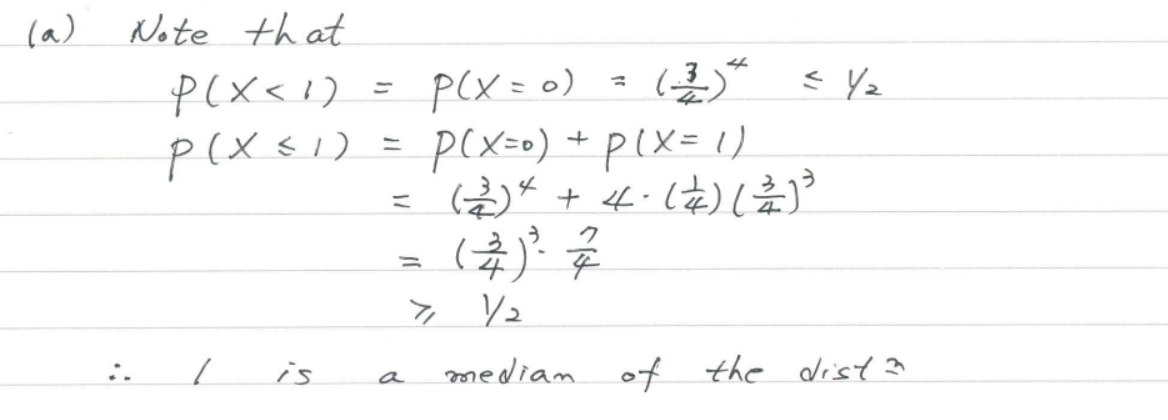 (a) Note that
P(X < 1) = P(X = 0) = (3/4)^4 ≤ 1/2
P(X ≤ 1) = P(X=0) + P(X= 1)
= (3/4)^4 + 4 · (1/4) (3/4)^3
= (3/4)^3 · 7/4
≥ 1/2
∴ 1 is a median of the dist n